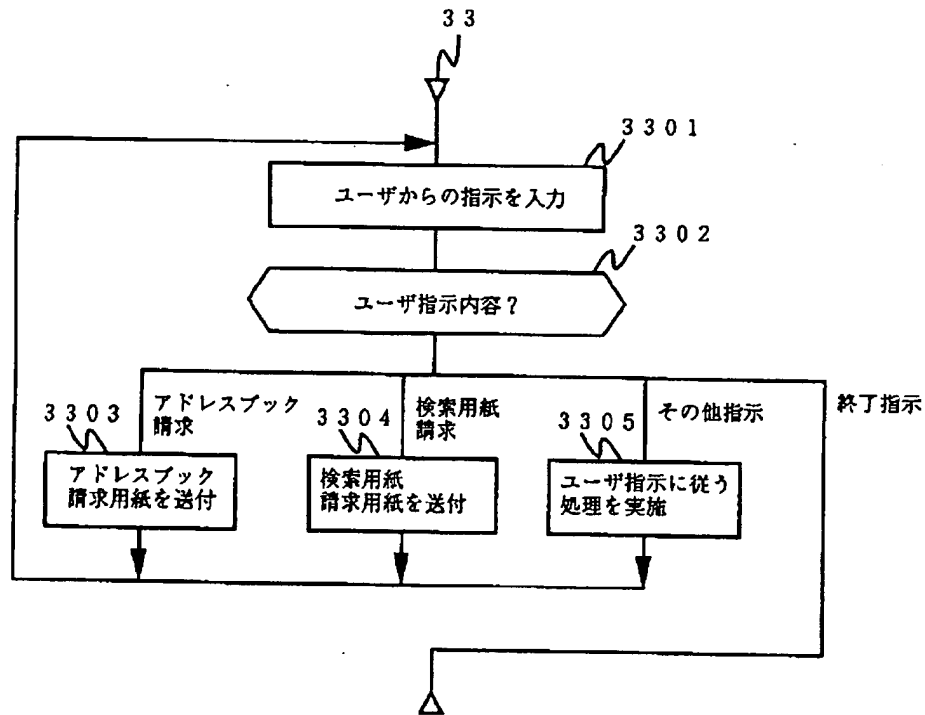 33
3301
ユーザからの指示を入力
3302
ユーザ指示内容?
アドレスブック
請求
検索用紙
請求
その他指示
終了指示
3303
3304
3305
アドレスブック
請求用紙を送付
検索用紙
請求用紙を送付
ユーザ指示に従う
処理を実施